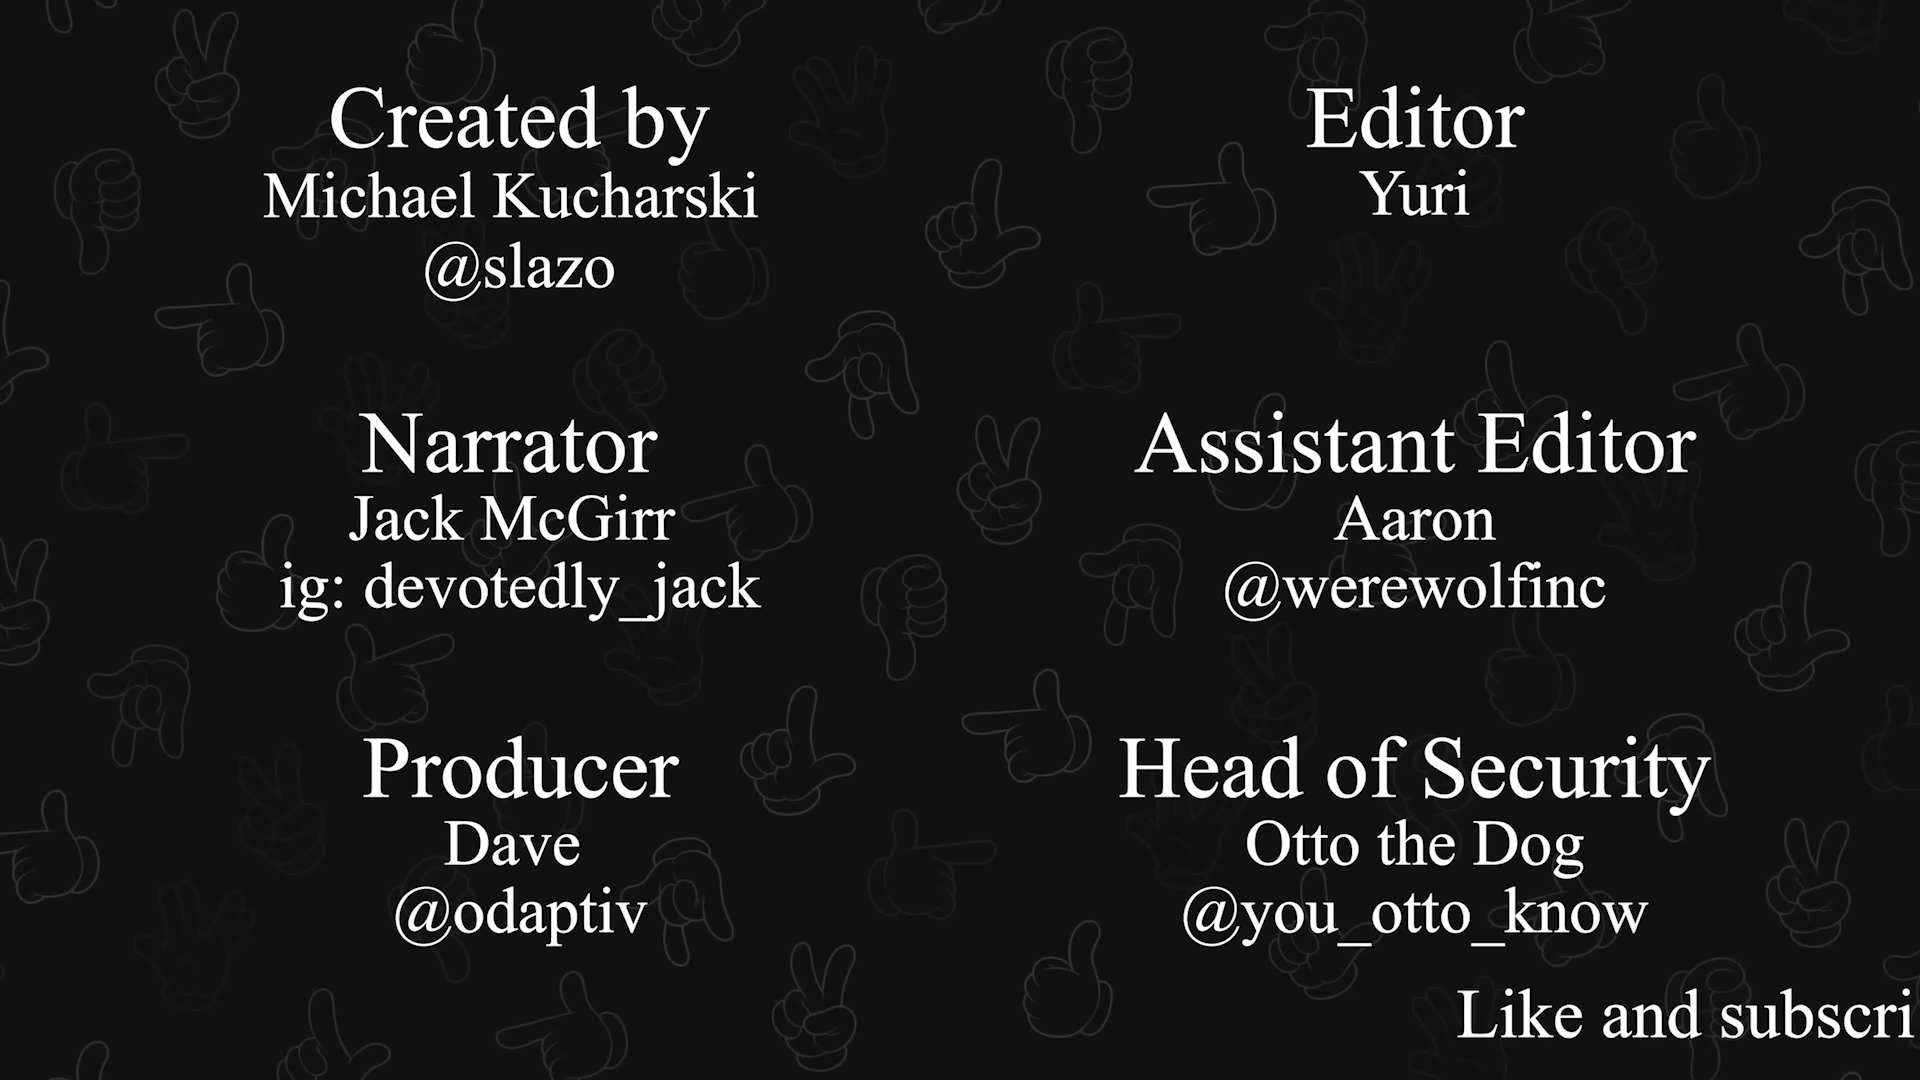 Created by
Michael Kucharski
@slazo
Narrator
Jack McGirr
ig: devotedly_jack
Producer
Dave
@odaptiv
Editor
Yuri
Assistant Editor
Aaron
@werewolfinc
Head of Security
Otto the Dog
@you_otto_know
Like and subscri